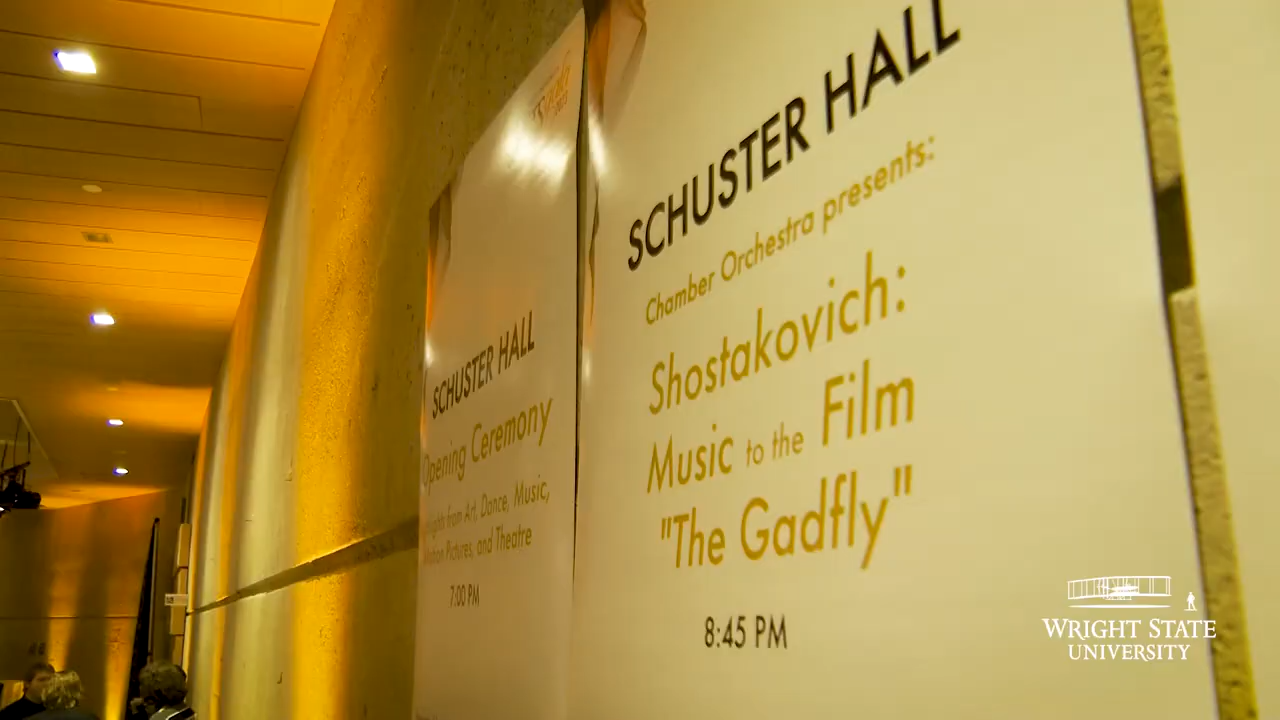 SCHUSTER HALL
Opening Ceremony
from Art, Dance, Music,
Motion Pictures, and Theatre
7:00 PM
SCHUSTER HALL
Chamber Orchestra presents:
Shostakovich:
Music to the Film
"The Gadfly"
8:45 PM
WRIGHT STATE
UNIVERSITY